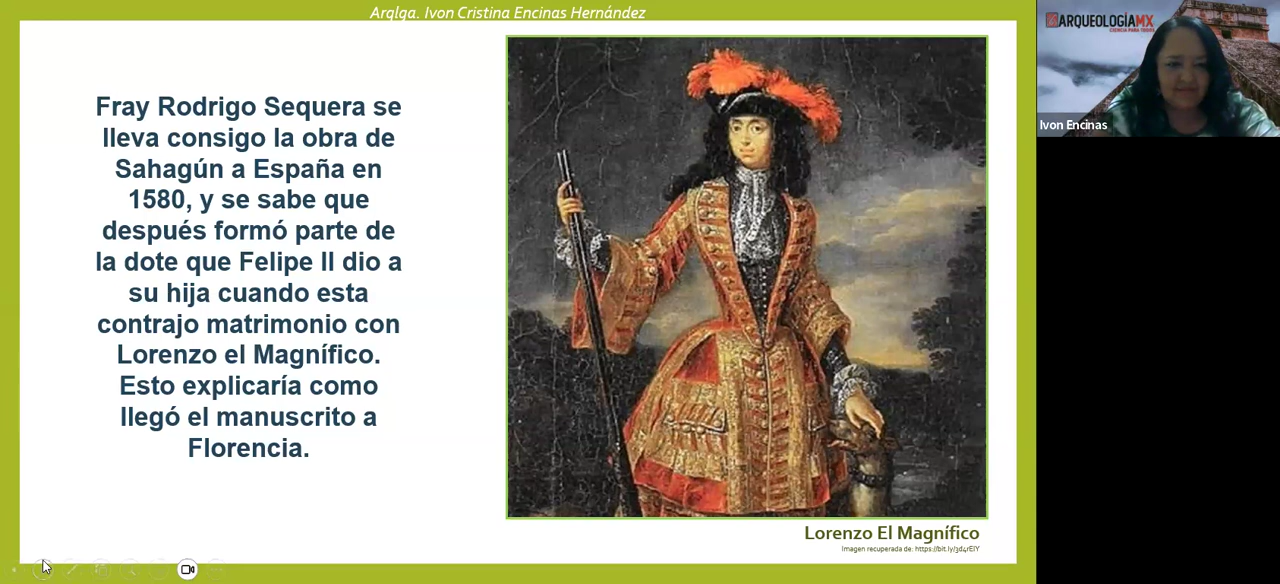 Arqlga. Ivon Cristina Encinas Hernández
Fray Rodrigo Sequera se
lleva consigo la obra de
Sahagún a España en
1580, y se sabe que
después formó parte de
la dote que Felipe II dio a
su hija cuando esta
contrajo matrimonio con
Lorenzo el Magnífico.
Esto explicaría como
llegó el manuscrito a
Florencia.
Lorenzo El Magnífico
Imagen recuperada de: https://bit.ly/3d4rEIY
ARQUEOLOGÍAMX
CIENCIA PARA TODOS
Ivon Encinas